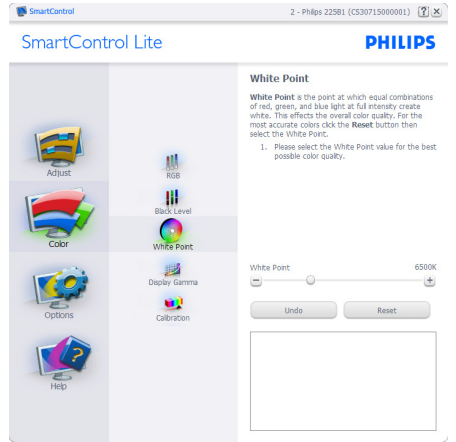 SmartControl
2 - Philips 225B1 (CS30715000001)
SmartControl Lite
PHILIPS
Adjust
Color
Options
Help
RGB
Black Level
White Point
Display Gamma
Calibration
White Point
White Point is the point at which equal combinations
of red, green, and blue light at full intensity create
white. This effects the overall color quality. For the
most accurate colors click the Reset button then
select the White Point.
1. Please select the White Point value for the best
possible color quality.
White Point 6500K
Undo
Reset